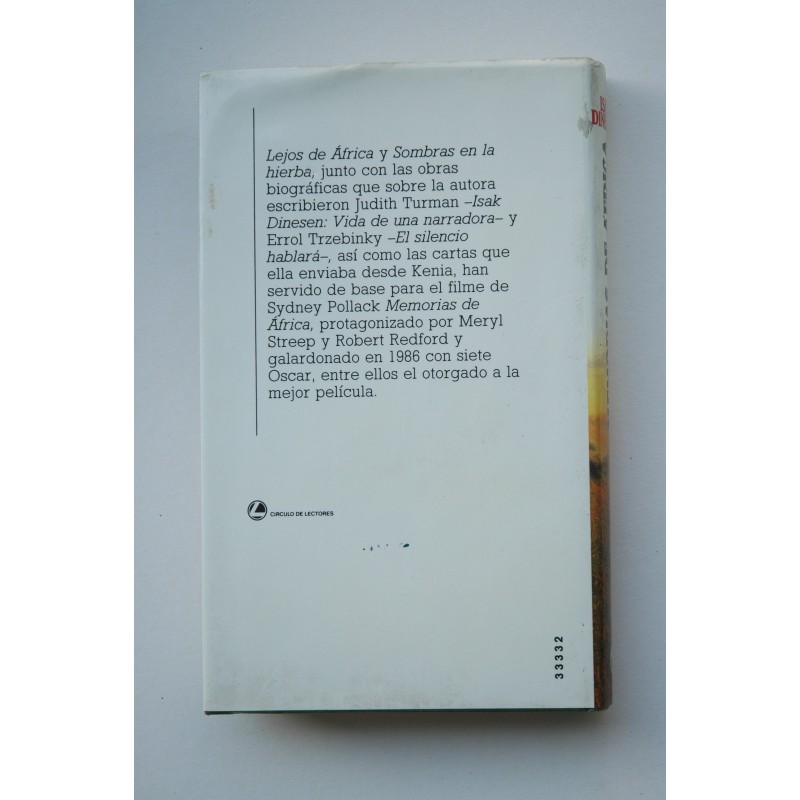 Lejos de África y Sombras en la
hierba, junto con las obras
biográficas que sobre la autora
escribieron Judith Turman –Isak
Dinesen: Vida de una narradora– y
Errol Trzebinky –El silencio
hablará–, así como las cartas que
ella enviaba desde Kenia, han
servido de base para el filme de
Sydney Pollack Memorias de
África, protagonizado por Meryl
Streep y Robert Redford y
galardonado en 1986 con siete
Oscar, entre ellos el otorgado a la
mejor película.
CIRCULO DE LECTORES
33332